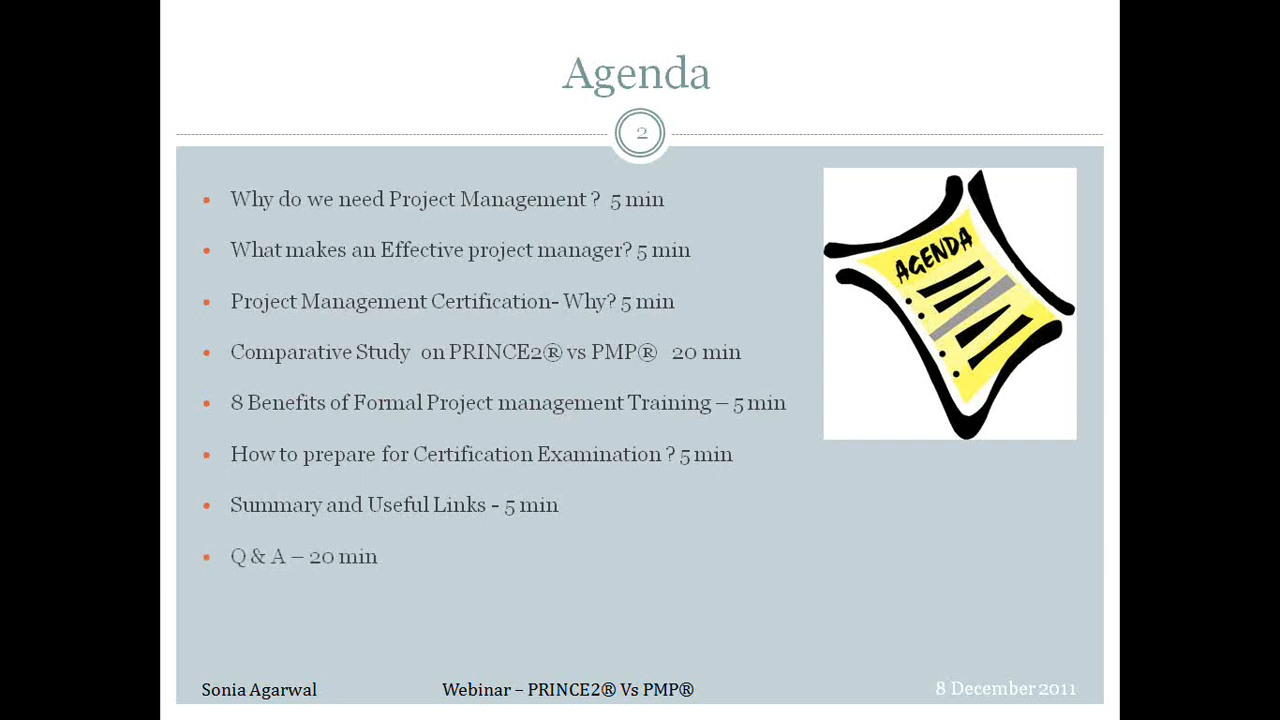 Agenda
2
Why do we need Project Management ? 5 min
What makes an Effective project manager? 5 min
Project Management Certification- Why? 5 min
Comparative Study on PRINCE2® vs PMP® 20 min
8 Benefits of Formal Project management Training – 5 min
How to prepare for Certification Examination ? 5 min
Summary and Useful Links - 5 min
Q & A – 20 min
AGENDA
Sonia Agarwal
Webinar – PRINCE2® Vs PMP®
8 December 2011